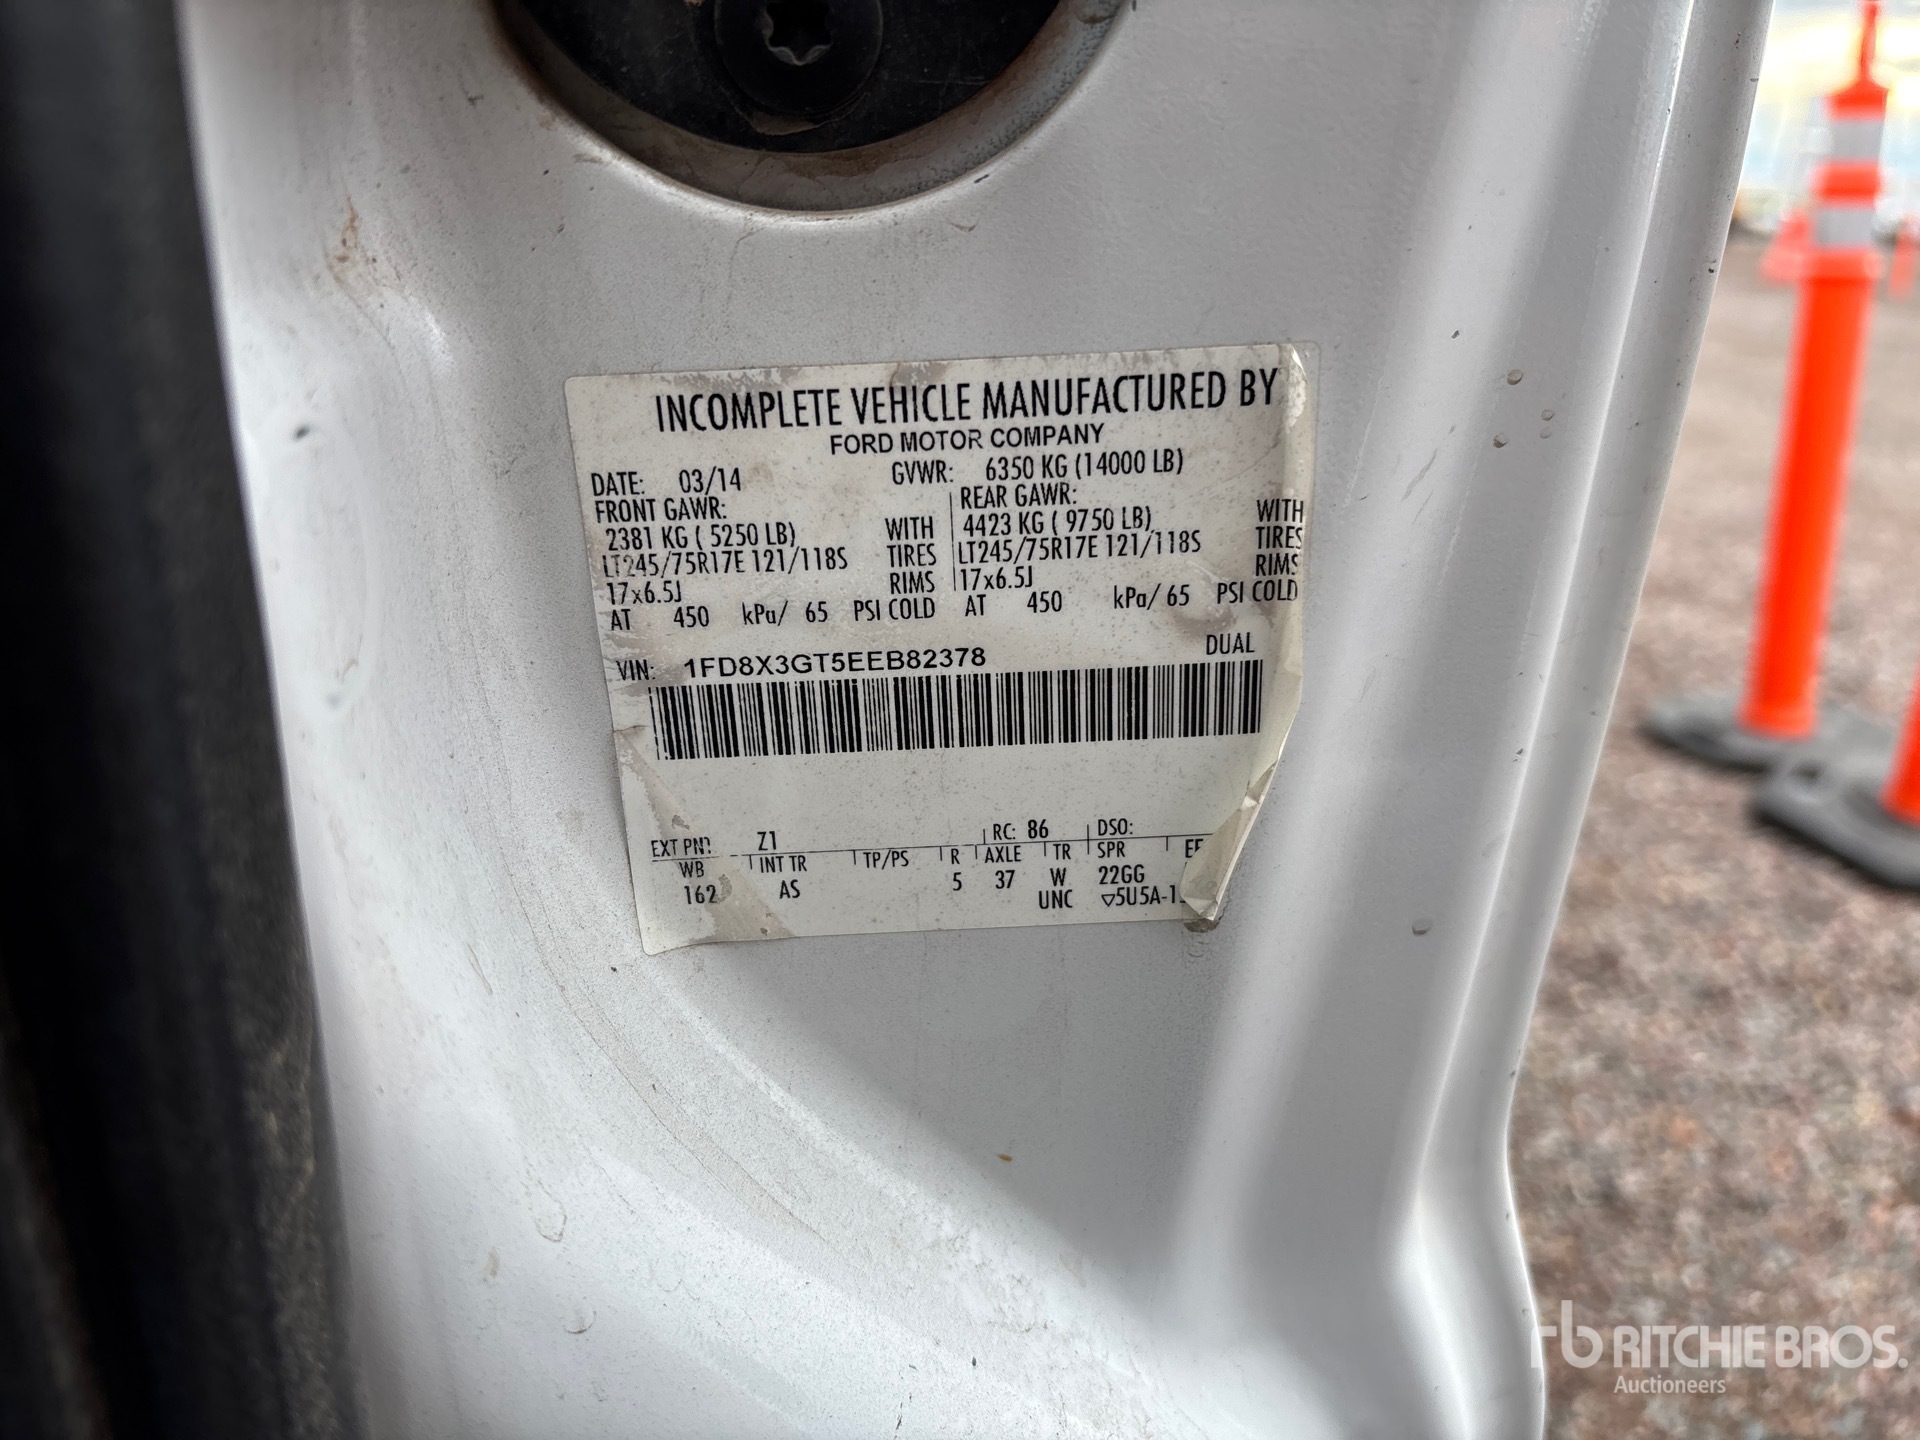 INCOMPLETE VEHICLE MANUFACTURED BY
FORD MOTOR COMPANY
DATE: 03/14 GVWR: 6350 KG (14000 LB)
FRONT GAWR: REAR GAWR:
2381 KG ( 5250 LB) WITH 4423 KG ( 9750 LB) WITH
LT245/75R17E 121/118S TIRES LT245/75R17E 121/118S TIRES
17x6.5J RIMS 17x6.5J RIMS
AT 450 kPa/ 65 PSI COLD AT 450 kPa/ 65 PSI COLD
VIN: 1FD8X3GT5EEB82378 DUAL
EXT PNT: Z1 RC: 86 DSO:
WB INT TR TP/PS R AXLE TR SPR
162 AS 5 37 W 22GG
UNC ▽5U5A-
rb RITCHIE BROS.
Auctioneers